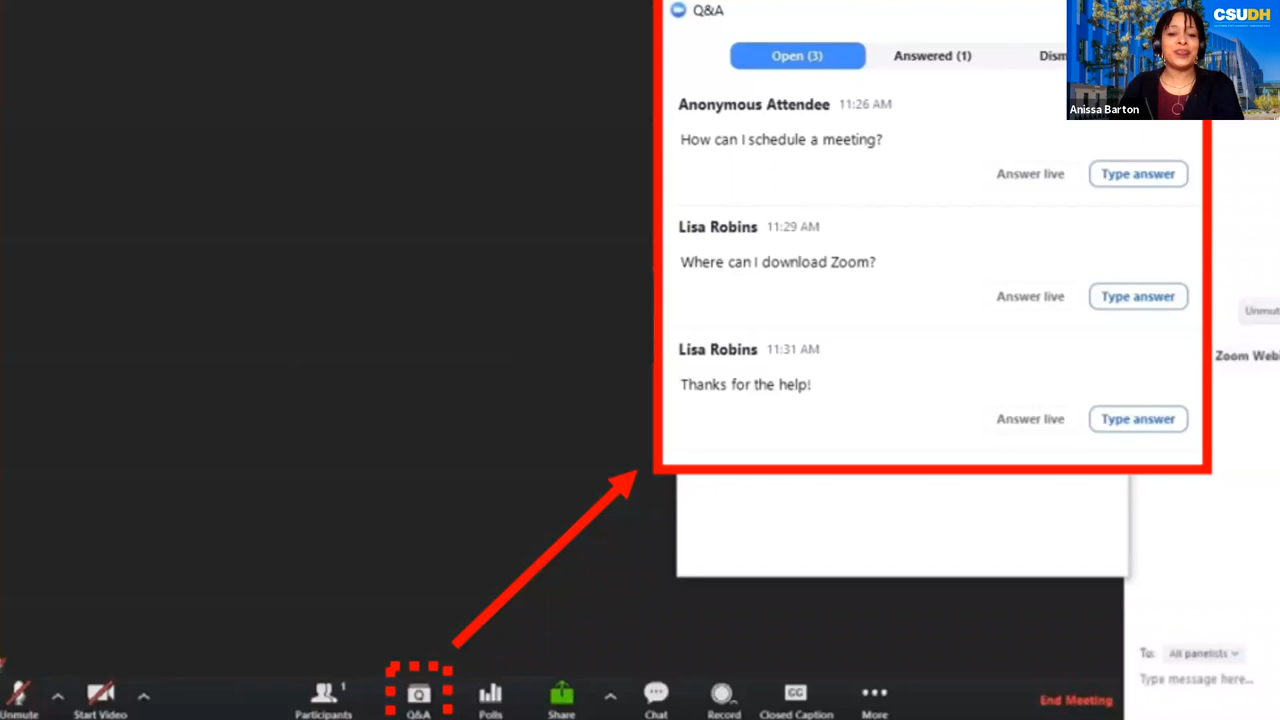 Q&A
CSUDH
Open (3) Answered (1)
Anissa Barton
Anonymous Attendee 11:26 AM
How can I schedule a meeting?
Answer live Type answer
Lisa Robins 11:29 AM
Where can I download Zoom?
Answer live Type answer
Lisa Robins 11:31 AM
Thanks for the help!
Answer live Type answer
Zoom
To: All panelists
Type message here...
1
Q
CC
Unmute Start Video Participants Q&A Polls Share Chat Record Closed Caption More
End Meeting